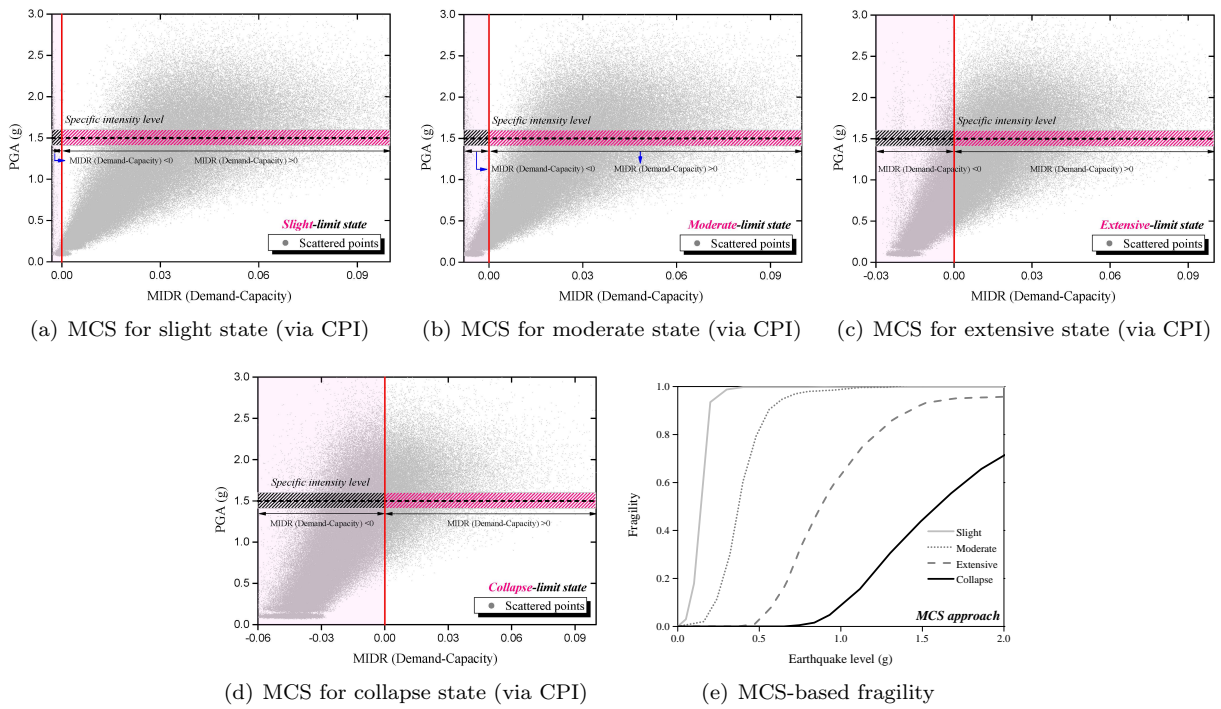 3.0
2.5
2.0
1.5
1.0
0.5
0.0
PGA (g)
Specific intensity level
MIDR (Demand-Capacity) <0
MIDR (Demand-Capacity) >0
Slight-limit state
Scattered points
0.00
0.03
0.06
0.09
MIDR (Demand-Capacity)
(a) MCS for slight state (via CPI)
3.0
2.5
2.0
1.5
1.0
0.5
0.0
PGA (g)
Specific intensity level
MIDR (Demand-Capacity) <0
MIDR (Demand-Capacity) >0
Moderate-limit state
Scattered points
0.00
0.03
0.06
0.09
MIDR (Demand-Capacity)
(b) MCS for moderate state (via CPI)
3.0
2.5
2.0
1.5
1.0
0.5
0.0
PGA (g)
Specific intensity level
MIDR (Demand-Capacity) <0
MIDR (Demand-Capacity) >0
Extensive-limit state
Scattered points
-0.03
0.00
0.03
0.06
0.09
MIDR (Demand-Capacity)
(c) MCS for extensive state (via CPI)
3.0
2.5
2.0
1.5
1.0
0.5
0.0
PGA (g)
Specific intensity level
MIDR (Demand-Capacity) <0
MIDR (Demand-Capacity) >0
Collapse-limit state
Scattered points
-0.06
-0.03
0.00
0.03
0.06
0.09
MIDR (Demand-Capacity)
(d) MCS for collapse state (via CPI)
1.0
0.8
0.6
0.4
0.2
0.0
Fragility
Slight
Moderate
Extensive
Collapse
MCS approach
0.0
0.5
1.0
1.5
2.0
Earthquake level (g)
(e) MCS-based fragility